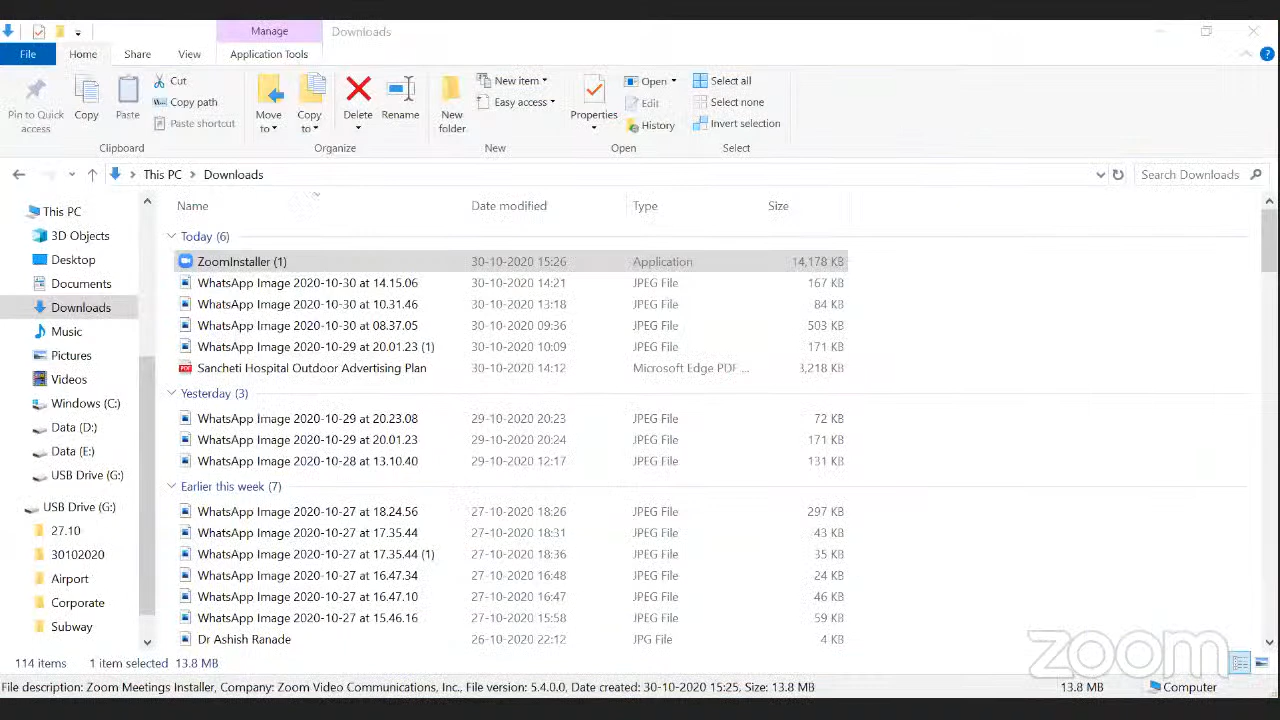 Manage Downloads
File Home Share View Application Tools
Pin to Quick access
Copy
Paste
Cut
Copy path
Paste shortcut
Clipboard
Move to
Copy to
Delete
Rename
Organize
New folder
New item
Easy access
New
Properties
Open
Edit
History
Open
Select all
Select none
Invert selection
Select
This PC Downloads Search Downloads
This PC
3D Objects
Desktop
Documents
Downloads
Music
Pictures
Videos
Windows (C:)
Data (D:)
Data (E:)
USB Drive (G:)
USB Drive (G:)
27.10
30102020
Airport
Corporate
Subway
Name Date modified Type Size
Today (6)
ZoomInstaller (1) 30-10-2020 15:26 Application 14,178 KB
WhatsApp Image 2020-10-30 at 14.15.06 30-10-2020 14:21 JPEG File 167 KB
WhatsApp Image 2020-10-30 at 10.31.46 30-10-2020 13:18 JPEG File 84 KB
WhatsApp Image 2020-10-30 at 08.37.05 30-10-2020 09:36 JPEG File 503 KB
WhatsApp Image 2020-10-29 at 20.01.23 (1) 30-10-2020 10:09 JPEG File 171 KB
Sancheti Hospital Outdoor Advertising Plan 30-10-2020 14:12 Microsoft Edge PDF ... 3,218 KB
Yesterday (3)
WhatsApp Image 2020-10-29 at 20.23.08 29-10-2020 20:23 JPEG File 72 KB
WhatsApp Image 2020-10-29 at 20.01.23 29-10-2020 20:24 JPEG File 171 KB
WhatsApp Image 2020-10-28 at 13.10.40 29-10-2020 12:17 JPEG File 131 KB
Earlier this week (7)
WhatsApp Image 2020-10-27 at 18.24.56 27-10-2020 18:26 JPEG File 297 KB
WhatsApp Image 2020-10-27 at 17.35.44 27-10-2020 18:31 JPEG File 43 KB
WhatsApp Image 2020-10-27 at 17.35.44 (1) 27-10-2020 18:36 JPEG File 35 KB
WhatsApp Image 2020-10-27 at 16.47.34 27-10-2020 16:48 JPEG File 24 KB
WhatsApp Image 2020-10-27 at 16.47.10 27-10-2020 16:47 JPEG File 46 KB
WhatsApp Image 2020-10-27 at 15.46.16 27-10-2020 15:58 JPEG File 59 KB
Dr Ashish Ranade 26-10-2020 22:12 JPG File 4 KB
zoom
114 items 1 item selected 13.8 MB
File description: Zoom Meetings Installer, Company: Zoom Video Communications, Inc., File version: 5.4.0.0, Date created: 30-10-2020 15:25, Size: 13.8 MB 13.8 MB Computer